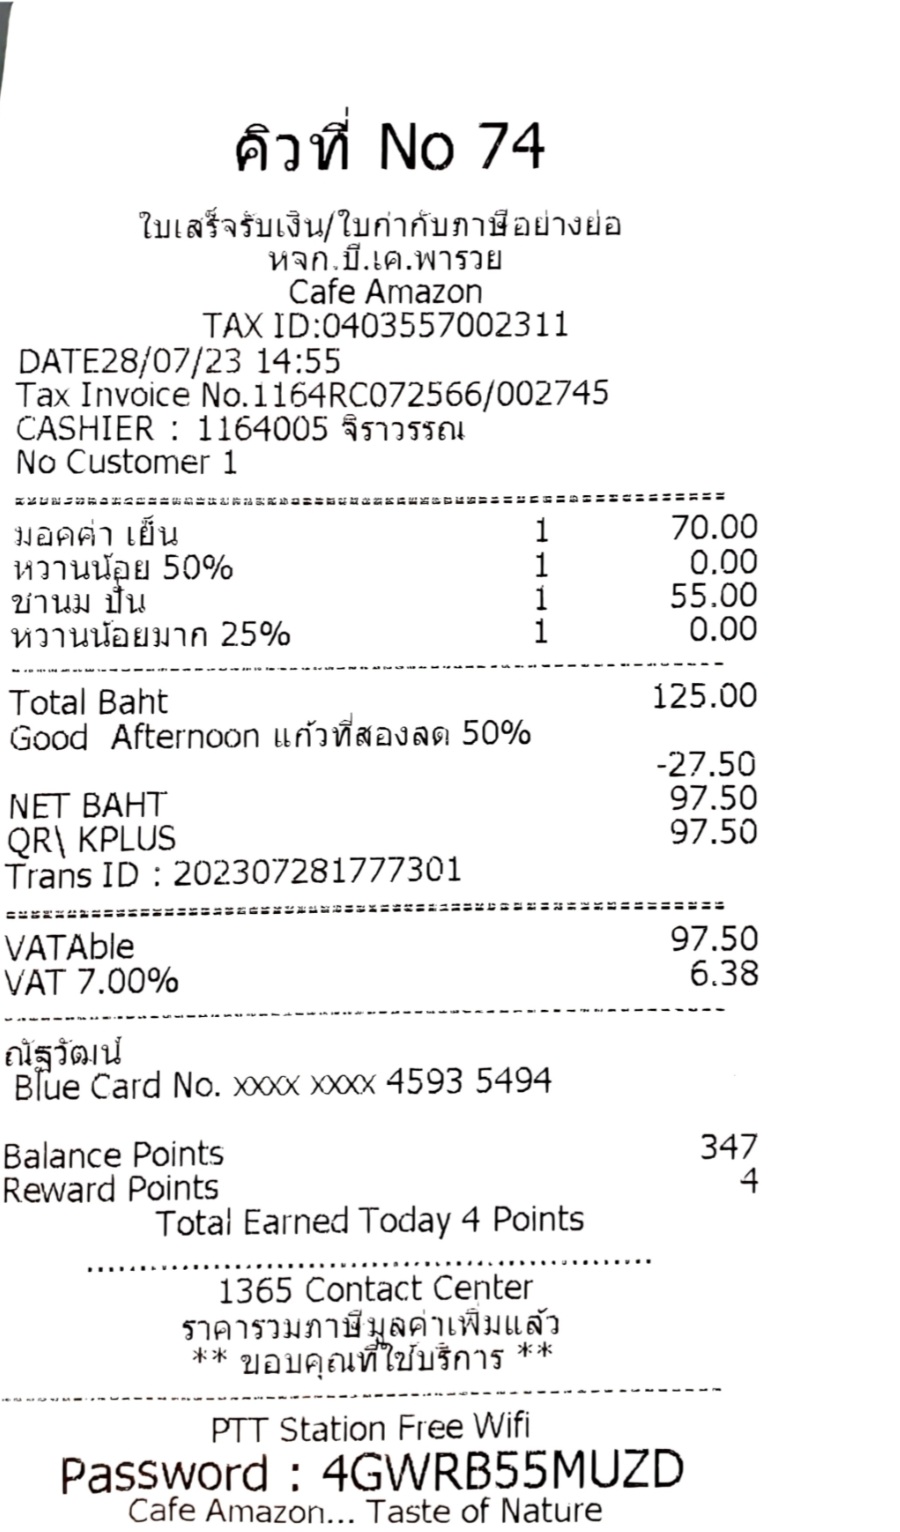 คิวที่ No 74
ใบเสร็จรับเงิน/ใบกำกับภาษีอย่างย่อ
หจก.บี.เค.พารวย
Cafe Amazon
TAX ID:0403557002311
DATE28/07/23 14:55
Tax Invoice No.1164RC072566/002745
CASHIER : 1164005 จิราวรรณ
No Customer 1
มอคค่า เย็น 1 70.00
หวานน้อย 50% 1 0.00
ชานม ปั่น 1 55.00
หวานน้อยมาก 25% 1 0.00
Total Baht 125.00
Good Afternoon แก้วที่สองลด 50%
-27.50
NET BAHT 97.50
QR\ KPLUS 97.50
Trans ID : 202307281777301
VATAble 97.50
VAT 7.00% 6.38
ณัฐวัฒน์
Blue Card No. xxxx xxxx 4593 5494
Balance Points 347
Reward Points 4
Total Earned Today 4 Points
1365 Contact Center
ราคารวมภาษีมูลค่าเพิ่มแล้ว
** ขอบคุณที่ใช้บริการ **
PTT Station Free Wifi
Password : 4GWRB55MUZD
Cafe Amazon... Taste of Nature